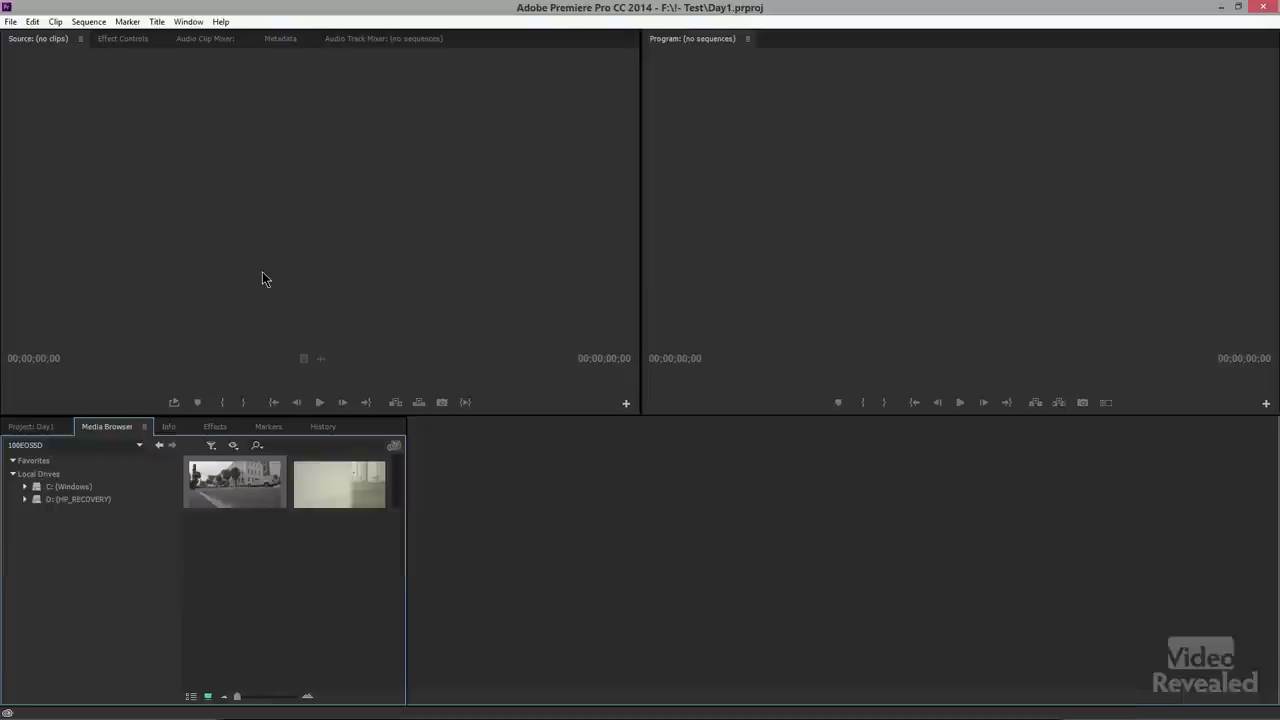 Adobe Premiere Pro CC 2014 - F:\!- Test\Day1.prproj
File Edit Clip Sequence Marker Title Window Help
Source: (no clips) Effect Controls Audio Clip Mixer: Metadata Audio Track Mixer: (no sequences) Program: (no sequences)
00;00;00;00 00;00;00;00 00;00;00;00 00;00;00;00
Project: Day1 Media Browser Info Effects Markers History
100EOS5D
Favorites
Local Drives
C: (Windows)
D: (HP_RECOVERY)
Video
Revealed